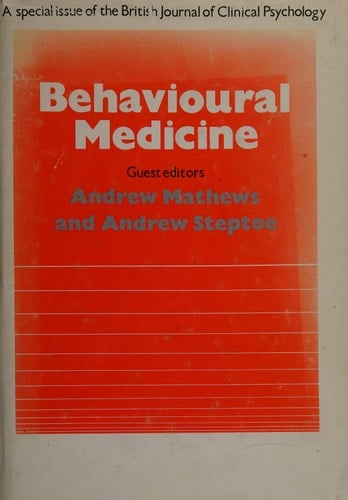 A special issue of the British Journal of Clinical Psychology
Behavioural
Medicine
Guest editors
Andrew Mathews
and Andrew Steptoe